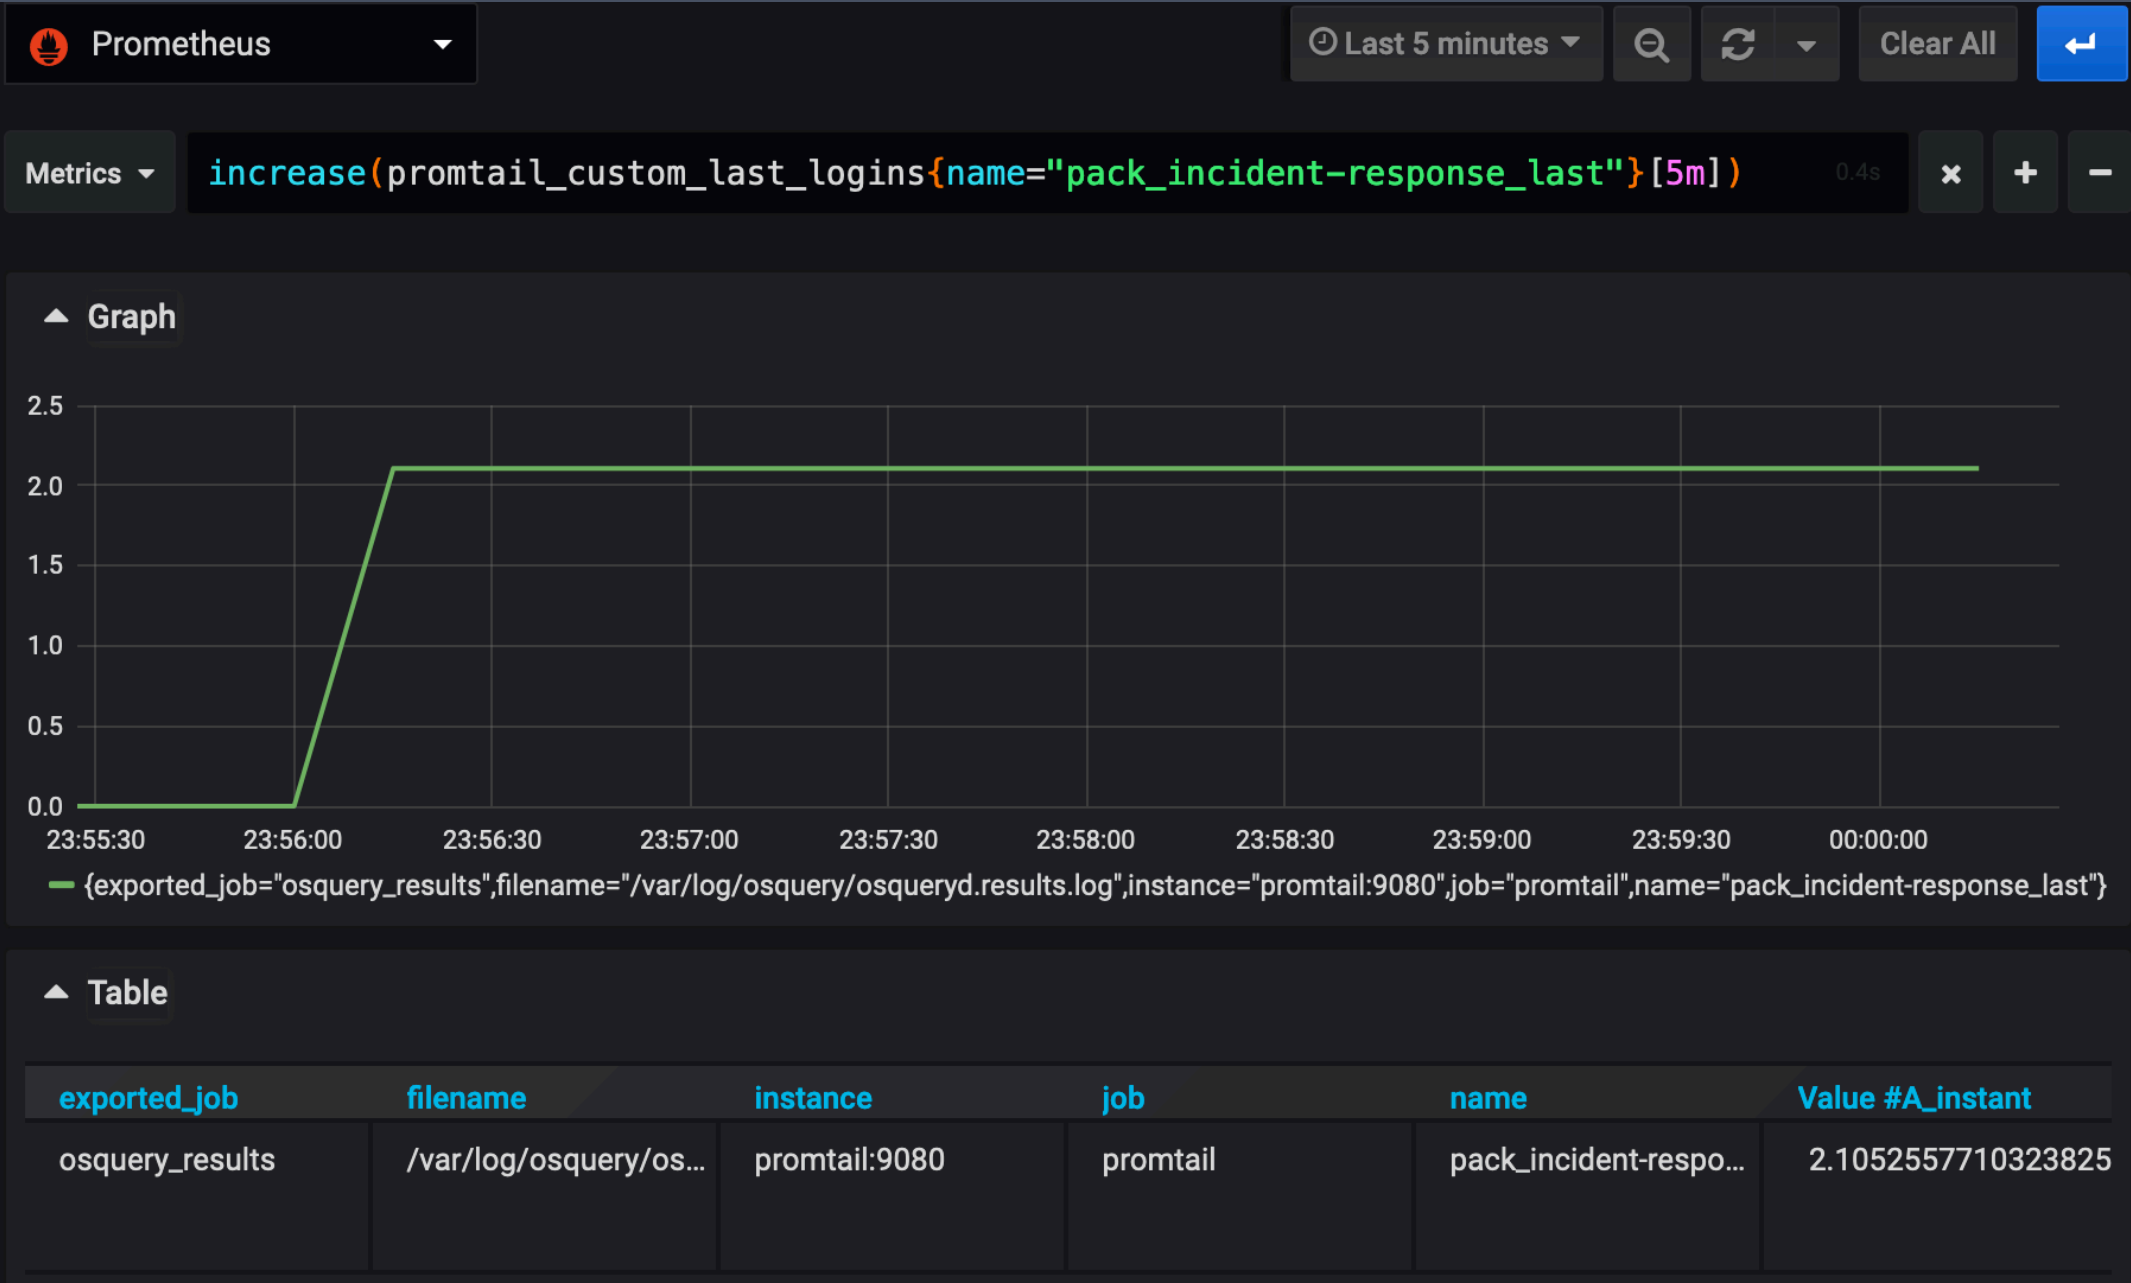 Prometheus
Last 5 minutes
Clear All
Metrics
increase(promtail_custom_last_logins{name="pack_incident-response_last"}[5m])
0.4s
Graph
2.5
2.0
1.5
1.0
0.5
0.0
23:55:30 23:56:00 23:56:30 23:57:00 23:57:30 23:58:00 23:58:30 23:59:00 23:59:30 00:00:00
{exported_job="osquery_results",filename="/var/log/osquery/osqueryd.results.log",instance="promtail:9080",job="promtail",name="pack_incident-response_last"}
Table
exported_job filename instance job name Value #A_instant
osquery_results /var/log/osquery/os... promtail:9080 promtail pack_incident-respo... 2.1052557710323825